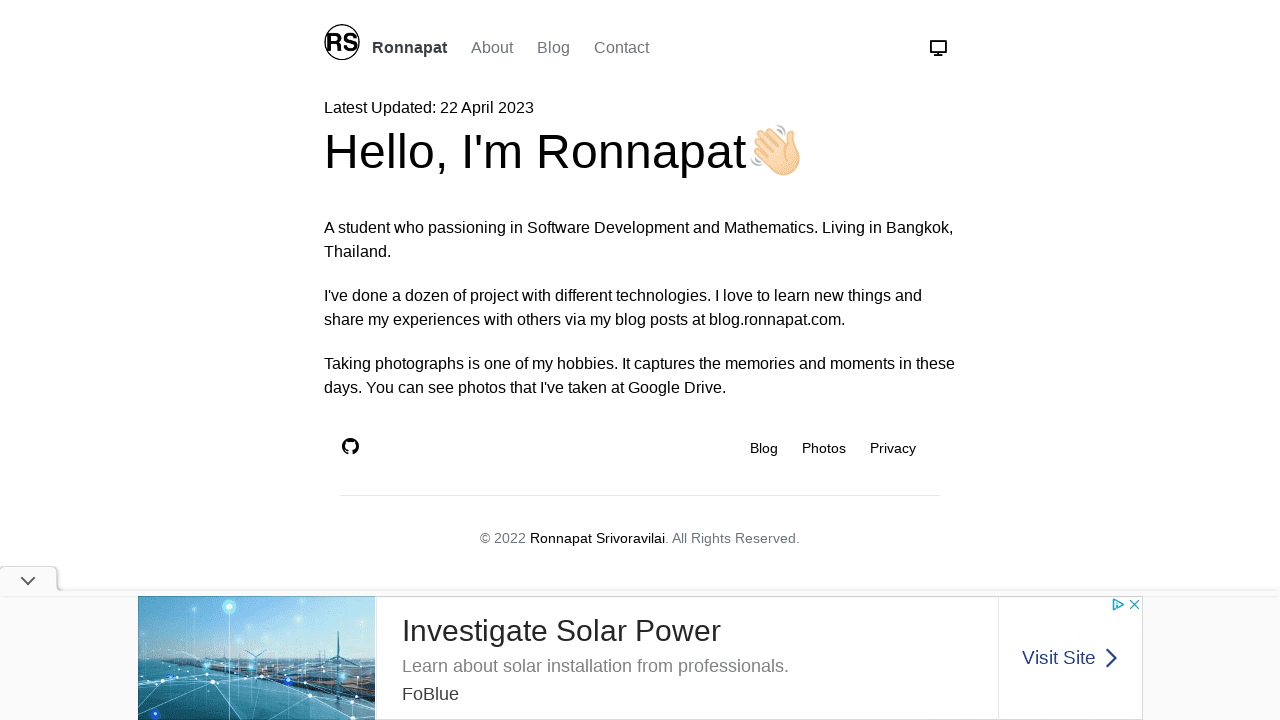 RS
Ronnapat About Blog Contact
Latest Updated: 22 April 2023
Hello, I'm Ronnapat👋🏻
A student who passioning in Software Development and Mathematics. Living in Bangkok,
Thailand.
I've done a dozen of project with different technologies. I love to learn new things and
share my experiences with others via my blog posts at blog.ronnapat.com.
Taking photographs is one of my hobbies. It captures the memories and moments in these
days. You can see photos that I've taken at Google Drive.
Blog Photos Privacy
© 2022 Ronnapat Srivoravilai. All Rights Reserved.
Investigate Solar Power
Learn about solar installation from professionals.
FoBlue
Visit Site